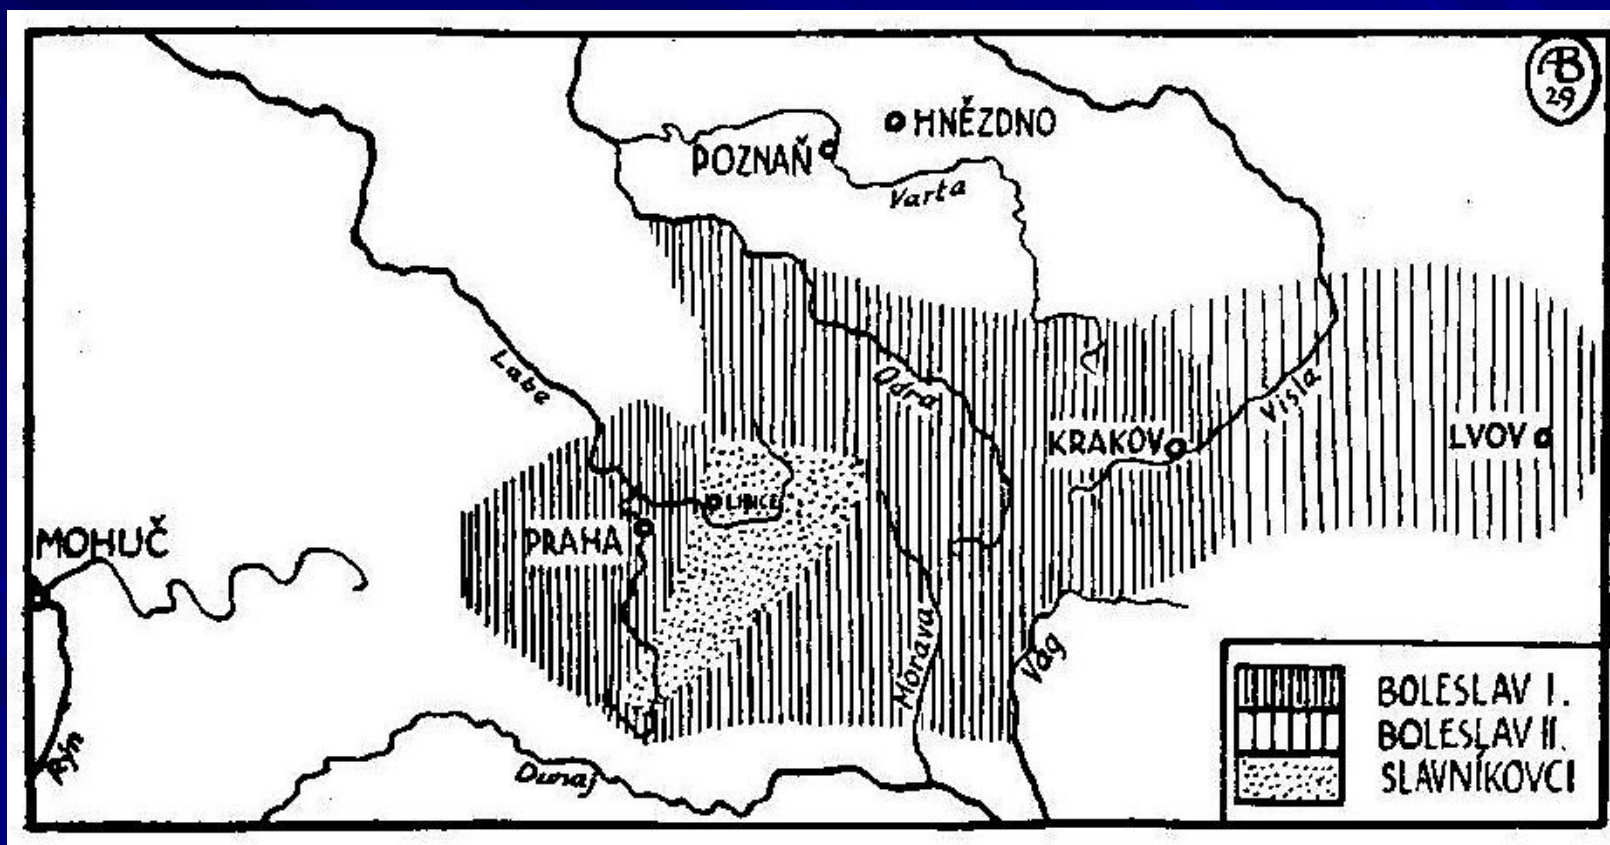 AB
29
HNĚZDNO
POZNAŇ
Varta
Labe
Odra
Visla
KRAKOV
LVOV
LIBICE
PRAHA
MOHUČ
Morava
Vág
Rýn
Dunaj
BOLESLAV I.
BOLESLAV II.
SLAVNÍKOVCI